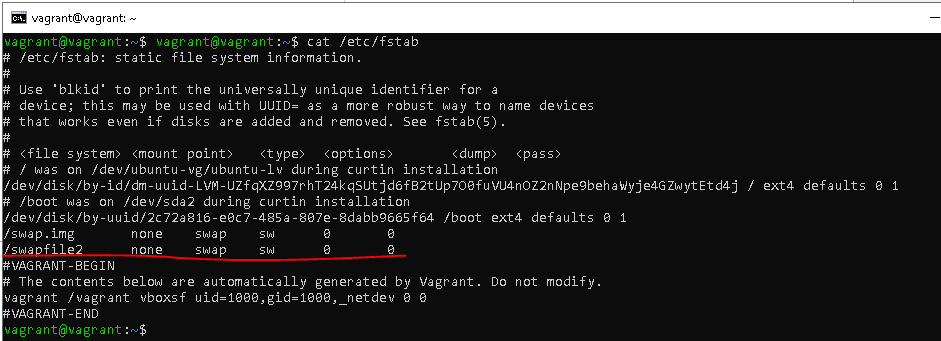 vagrant@vagrant: ~
vagrant@vagrant:~$ vagrant@vagrant:~$ cat /etc/fstab
# /etc/fstab: static file system information.
#
# Use 'blkid' to print the universally unique identifier for a
# device; this may be used with UUID= as a more robust way to name devices
# that works even if disks are added and removed. See fstab(5).
#
# <file system> <mount point>   <type>  <options>       <dump>  <pass>
# / was on /dev/ubuntu-vg/ubuntu-lv during curtin installation
/dev/disk/by-id/dm-uuid-LVM-UZfqXZ997rhT24kqSUtjd6fB2tUp7O0fuVU4nOZ2nNpe9behaWyje4GZwytEtd4j / ext4 defaults 0 1
# /boot was on /dev/sda2 during curtin installation
/dev/disk/by-uuid/2c72a816-e0c7-485a-807e-8dabb9665f64 /boot ext4 defaults 0 1
/swap.img       none    swap    sw      0       0
/swapfile2      none    swap    sw      0       0
#VAGRANT-BEGIN
# The contents below are automatically generated by Vagrant. Do not modify.
vagrant /vagrant vboxsf uid=1000,gid=1000,_netdev 0 0
#VAGRANT-END
vagrant@vagrant:~$